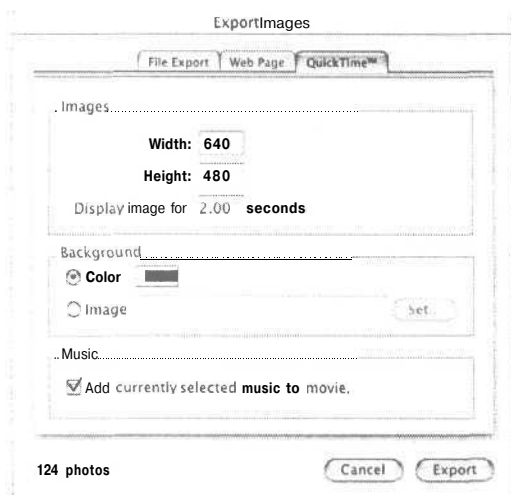 ExportImages
File Export Web Page QuickTime™
Images
Width: 640
Height: 480
Display image for 2.00 seconds
Background
Color
Image Set..
Music
Add currently selected music to movie.
124 photos Cancel Export